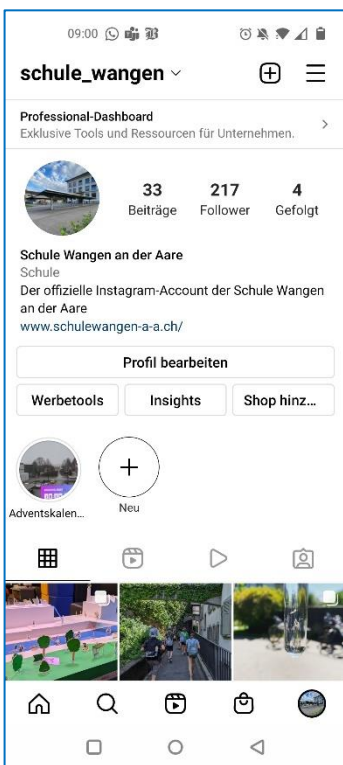 09:00
schule_wangen
Professional-Dashboard
Exklusive Tools und Ressourcen für Unternehmen.
33 217 4
Beiträge Follower Gefolgt
Schule Wangen an der Aare
Schule
Der offizielle Instagram-Account der Schule Wangen
an der Aare
www.schulewangen-a-a.ch/
Profil bearbeiten
Werbetools Insights Shop hinz...
Adventskalen... Neu